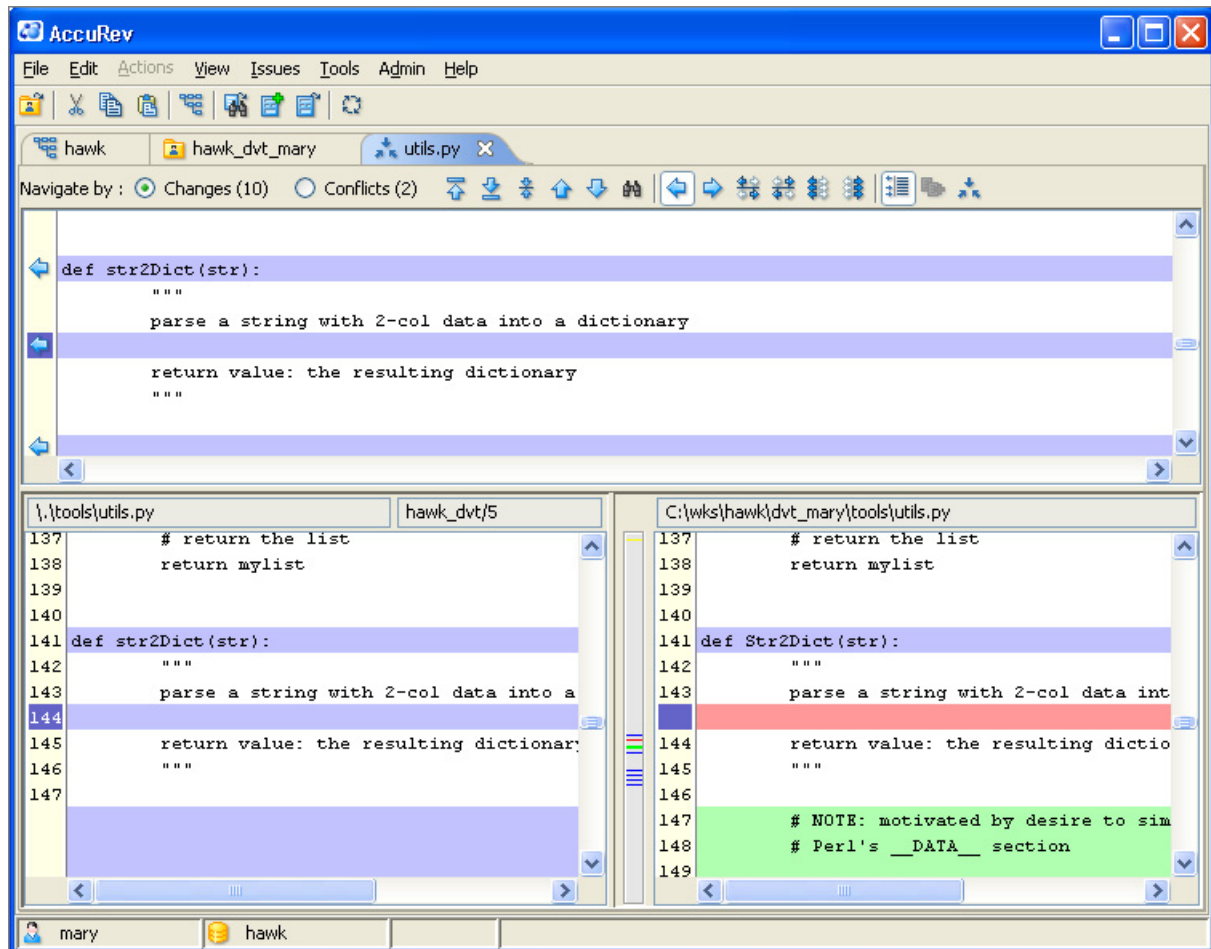 AccuRev
File Edit Actions View Issues Tools Admin Help
hawk hawk_dvt_mary utils.py
Navigate by : Changes (10) Conflicts (2)
def str2Dict(str):
"""
parse a string with 2-col data into a dictionary
return value: the resulting dictionary
"""
\.\tools\utils.py hawk_dvt/5
137 # return the list
138 return mylist
139
140
141 def str2Dict(str):
142 """
143 parse a string with 2-col data into a
144
145 return value: the resulting dictionary
146 """
147
C:\wks\hawk\dvt_mary\tools\utils.py
137 # return the list
138 return mylist
139
140
141 def Str2Dict(str):
142 """
143 parse a string with 2-col data int
144 return value: the resulting dictio
145 """
146
147 # NOTE: motivated by desire to sim
148 # Perl's __DATA__ section
149
mary hawk